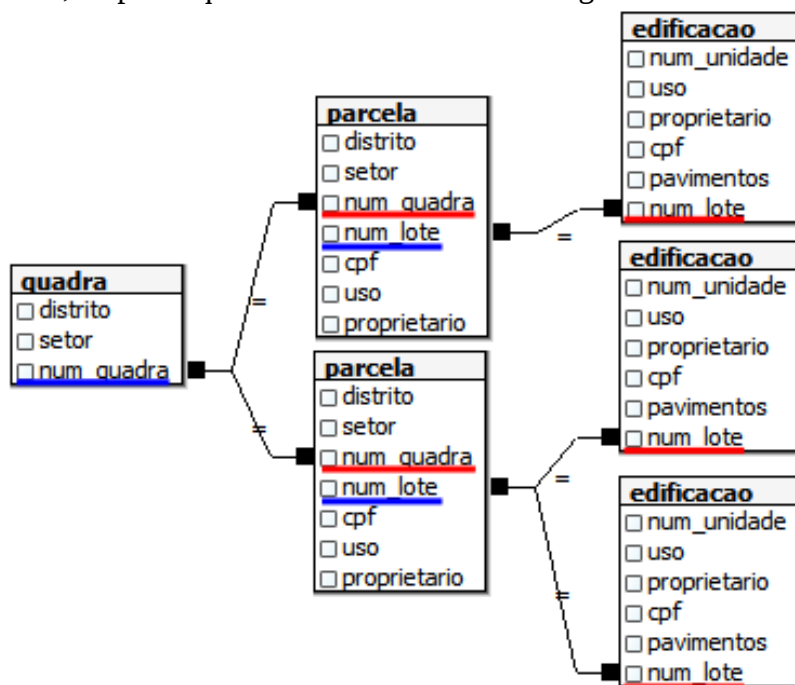 edificacao
num_unidade
uso
proprietario
cpf
pavimentos
num_lote
parcela
distrito
setor
num_quadra
num_lote
cpf
uso
proprietario
=
=
quadra
distrito
setor
num_quadra
=
parcela
distrito
setor
num_quadra
num_lote
cpf
uso
proprietario
edificacao
num_unidade
uso
proprietario
cpf
pavimentos
num_lote
=
=
edificacao
num_unidade
uso
proprietario
cpf
pavimentos
num_lote